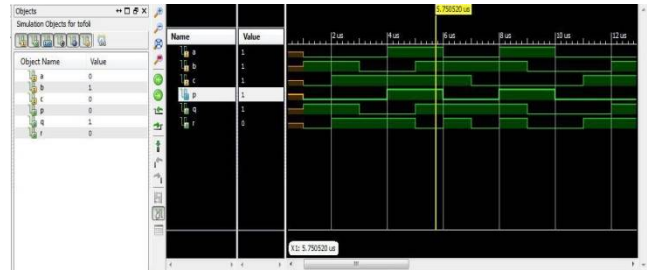 Objects
Simulation Objects for tofoli
Object Name Value
a 0
b 1
c 0
p 0
q 1
r 0
Name Value
a 1
b 1
c 1
p 1
q 1
r 0
5.750520 us
2 us 4 us 6 us 8 us 10 us 12 us
X1: 5.750520 us